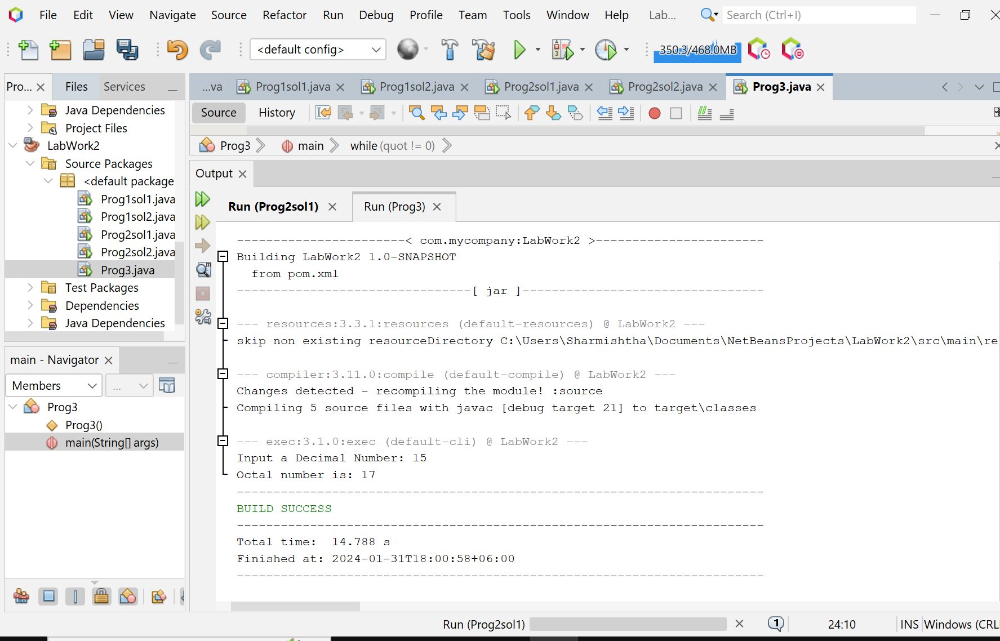 File Edit View Navigate Source Refactor Run Debug Profile Team Tools Window Help Lab... Search (Ctrl+I)
<default config> 350.3/468.0MB
Pro... Files Services
...va Prog1sol1.java Prog1sol2.java Prog2sol1.java Prog2sol2.java Prog3.java
Source History
Java Dependencies
Project Files
LabWork2
Source Packages
<default package
Prog1sol1.java
Prog1sol2.java
Prog2sol1.java
Prog2sol2.java
Prog3.java
Test Packages
Dependencies
Java Dependencies
main - Navigator
Members ...
Prog3
Prog3()
main(String[] args)
Prog3 main while (quot != 0)
Output
Run (Prog2sol1) Run (Prog3)
-----------------------< com.mycompany:LabWork2 >-----------------------
Building LabWork2 1.0-SNAPSHOT
from pom.xml
--------------------------------[ jar ]---------------------------------
--- resources:3.3.1:resources (default-resources) @ LabWork2 ---
skip non existing resourceDirectory C:\Users\Sharmishtha\Documents\NetBeansProjects\LabWork2\src\main\re
--- compiler:3.11.0:compile (default-compile) @ LabWork2 ---
Changes detected - recompiling the module! :source
Compiling 5 source files with javac [debug target 21] to target\classes
--- exec:3.1.0:exec (default-cli) @ LabWork2 ---
Input a Decimal Number: 15
Octal number is: 17
------------------------------------------------------------------------
BUILD SUCCESS
------------------------------------------------------------------------
Total time:  14.788 s
Finished at: 2024-01-31T18:00:58+06:00
------------------------------------------------------------------------
Run (Prog2sol1) 1 24:10 INS Windows (CRL